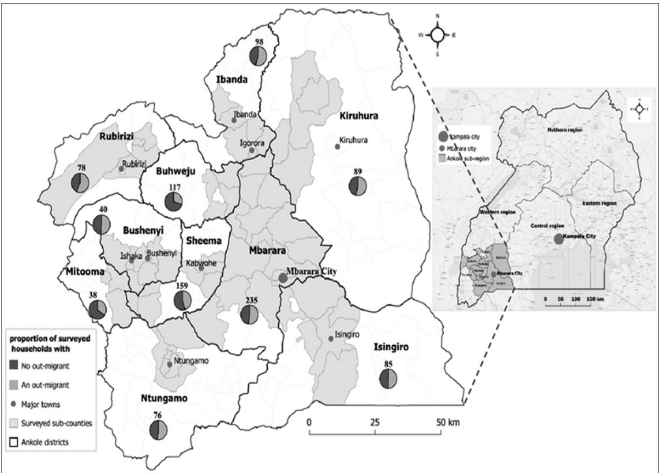 98
Ibanda
Ibanda
Igorora
Kiruhura
Kiruhura
89
Rubirizi
Rubirizi
78
Buhweju
117
40
Bushenyi
Ishaka
Bushenyi
Sheema
Kabwohe
159
Mbarara
Mbarara City
235
Mitooma
38
Isingiro
Isingiro
85
Ntungamo
Ntungamo
76
proportion of surveyed
households with
No out-migrant
An out-migrant
Major towns
Surveyed sub-counties
Ankole districts
0 25 50 km
N
W E
S
Kampala city
Mbarara city
Ankole sub-region
Nothern region
Eastern region
Western region
Central region
Kampala City
Mbarara City
0 50 100 150 km